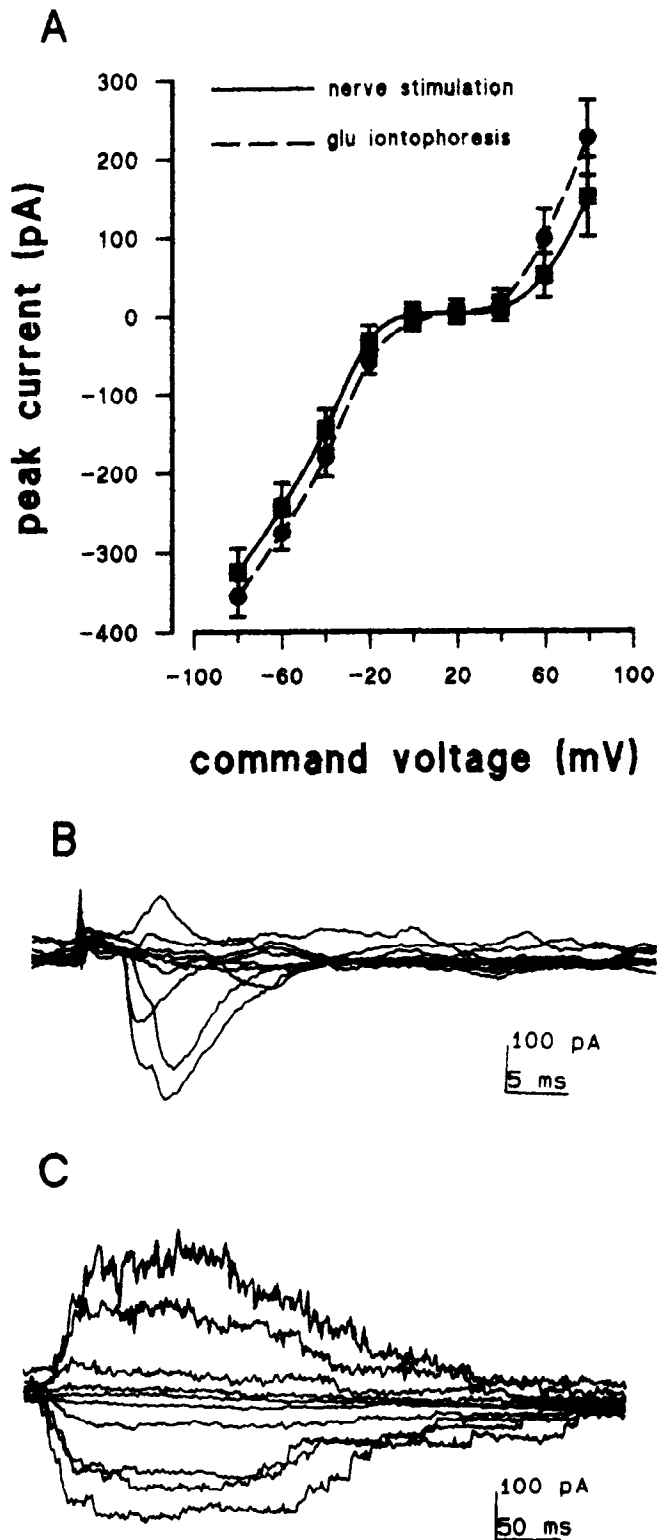 A
nerve stimulation
glu iontophoresis
peak current (pA)
300
200
100
0
-100
-200
-300
-400
-100 -60 -20 20 60 100
command voltage (mV)
B
100 pA
5 ms
C
100 pA
50 ms